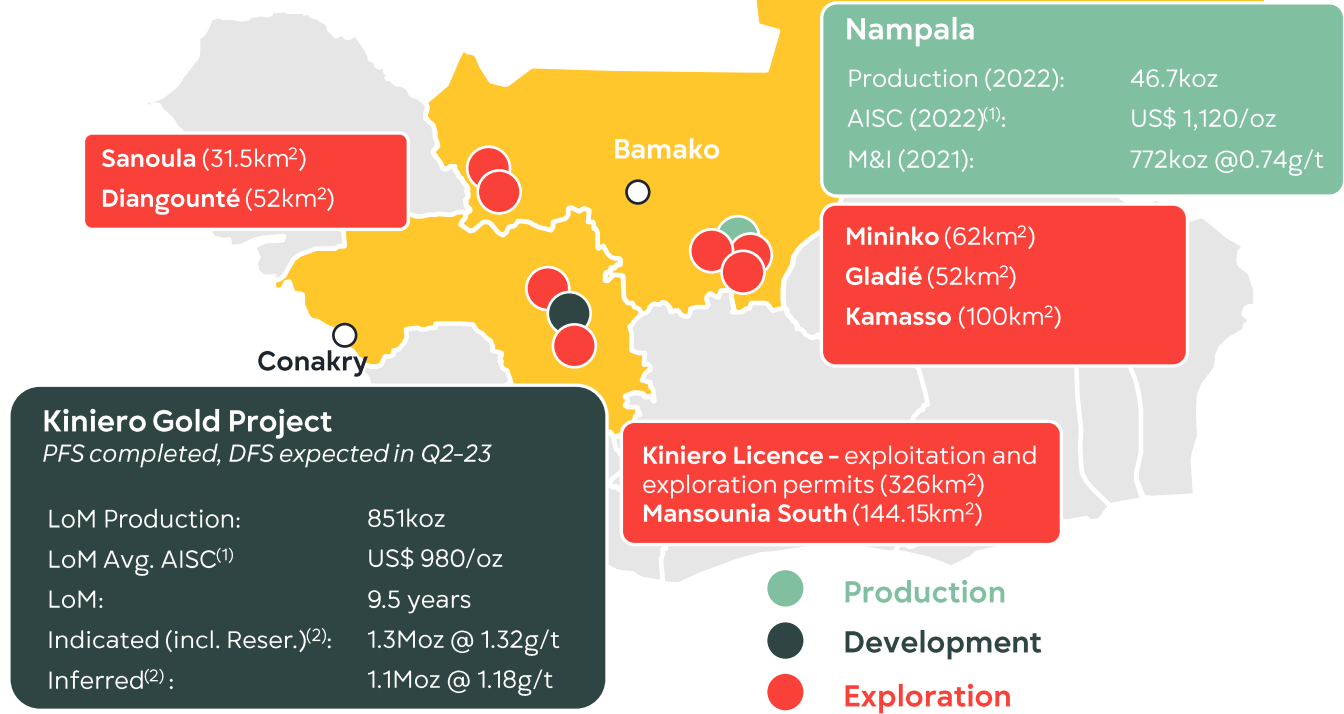 Nampala
Production (2022): 46.7koz
AISC (2022)⁽¹⁾: US$ 1,120/oz
M&I (2021): 772koz @0.74g/t
Sanoula (31.5km²)
Diangounté (52km²)
Bamako
Mininko (62km²)
Gladié (52km²)
Kamasso (100km²)
Conakry
Kiniero Gold Project
PFS completed, DFS expected in Q2-23
LoM Production: 851koz
LoM Avg. AISC⁽¹⁾ US$ 980/oz
LoM: 9.5 years
Indicated (incl. Reser.)⁽²⁾: 1.3Moz @ 1.32g/t
Inferred⁽²⁾ : 1.1Moz @ 1.18g/t
Kiniero Licence - exploitation and
exploration permits (326km²)
Mansounia South (144.15km²)
Production
Development
Exploration